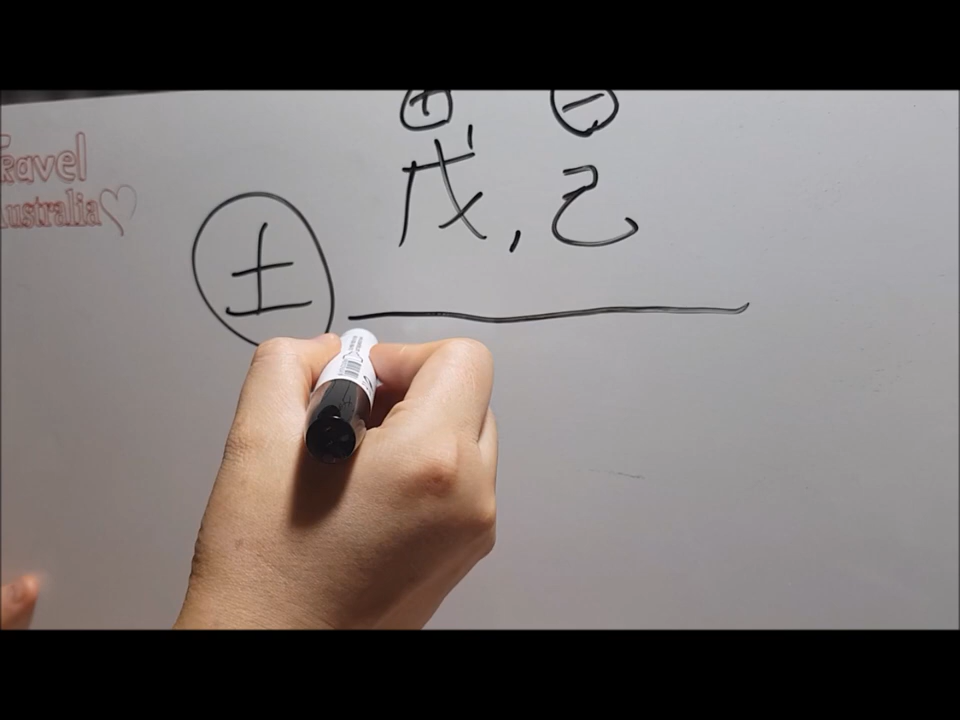 ⊕ ⊖
戊, 己
土
Travel
Australia♡